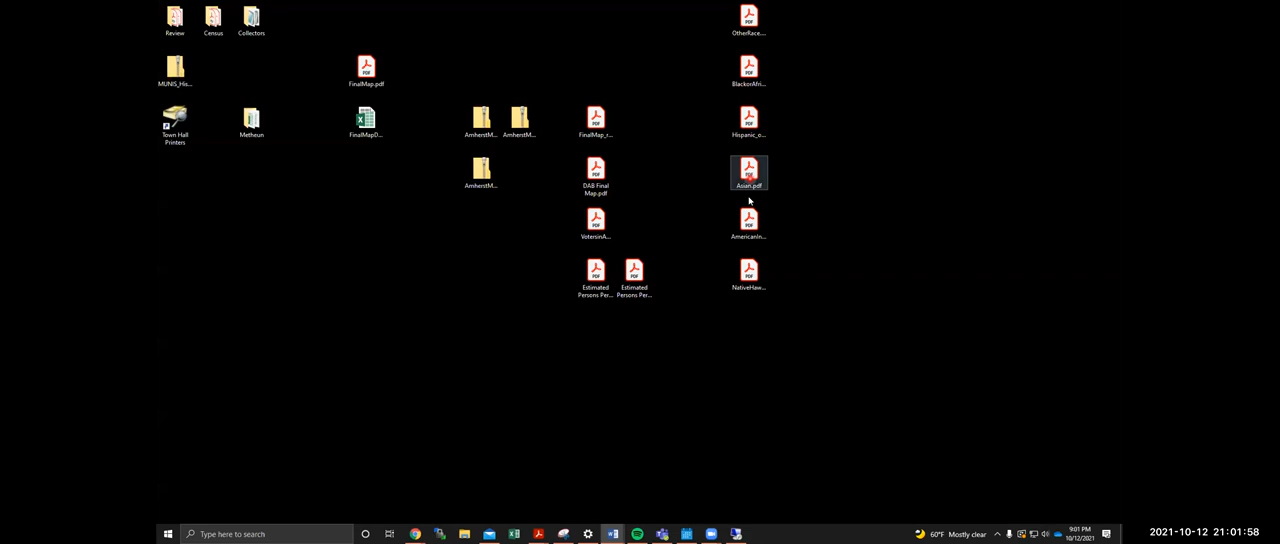 Review
Census
Collectors
OtherRace....
MUNIS_His...
FinalMap.pdf
BlackorAfri...
Town Hall
Printers
Metheun
FinalMapD...
AmherstM...
AmherstM...
FinalMap_r...
Hispanic_o...
AmherstM...
DAB Final
Map.pdf
Asian.pdf
VotersinA...
AmericanIn...
Estimated
Persons Per...
Estimated
Persons Per...
NativeHaw...
Type here to search
60°F Mostly clear
9:01 PM
10/12/2021
2021-10-12 21:01:58